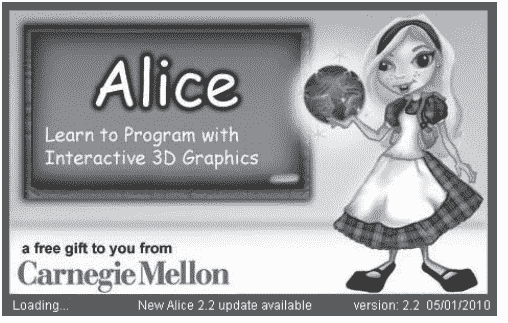 Alice
Learn to Program with
Interactive 3D Graphics
a free gift to you from
Carnegie Mellon
Loading... New Alice 2.2 update available version: 2.2 05/01/2010